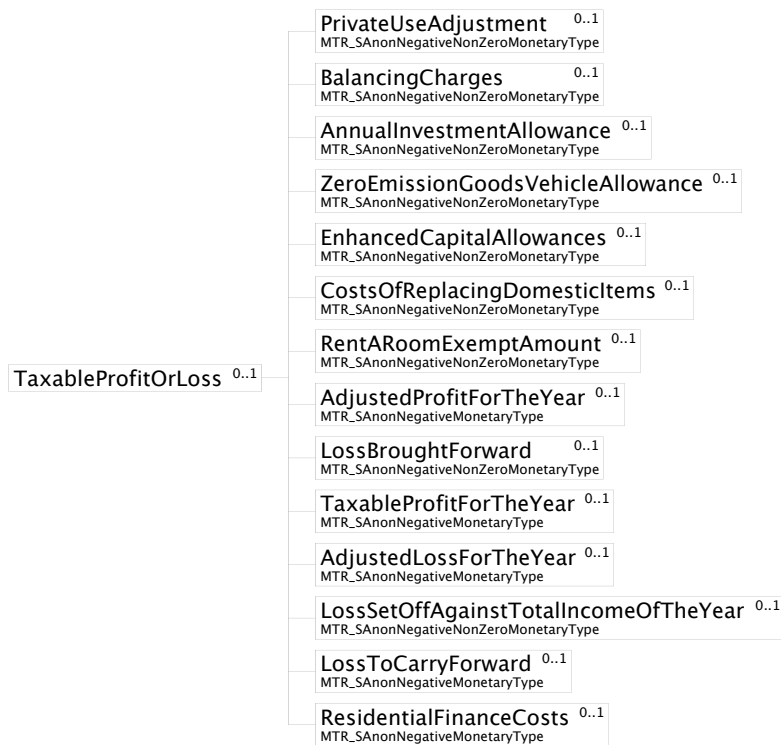 PrivateUseAdjustment 0..1
MTR_SAnonNegativeNonZeroMonetaryType
BalancingCharges 0..1
MTR_SAnonNegativeNonZeroMonetaryType
AnnualInvestmentAllowance 0..1
MTR_SAnonNegativeNonZeroMonetaryType
ZeroEmissionGoodsVehicleAllowance 0..1
MTR_SAnonNegativeNonZeroMonetaryType
EnhancedCapitalAllowances 0..1
MTR_SAnonNegativeNonZeroMonetaryType
CostsOfReplacingDomesticItems 0..1
MTR_SAnonNegativeNonZeroMonetaryType
RentARoomExemptAmount 0..1
MTR_SAnonNegativeNonZeroMonetaryType
TaxableProfitOrLoss 0..1
AdjustedProfitForTheYear 0..1
MTR_SAnonNegativeMonetaryType
LossBroughtForward 0..1
MTR_SAnonNegativeNonZeroMonetaryType
TaxableProfitForTheYear 0..1
MTR_SAnonNegativeMonetaryType
AdjustedLossForTheYear 0..1
MTR_SAnonNegativeMonetaryType
LossSetOffAgainstTotalIncomeOfTheYear 0..1
MTR_SAnonNegativeNonZeroMonetaryType
LossToCarryForward 0..1
MTR_SAnonNegativeMonetaryType
ResidentialFinanceCosts 0..1
MTR_SAnonNegativeMonetaryType